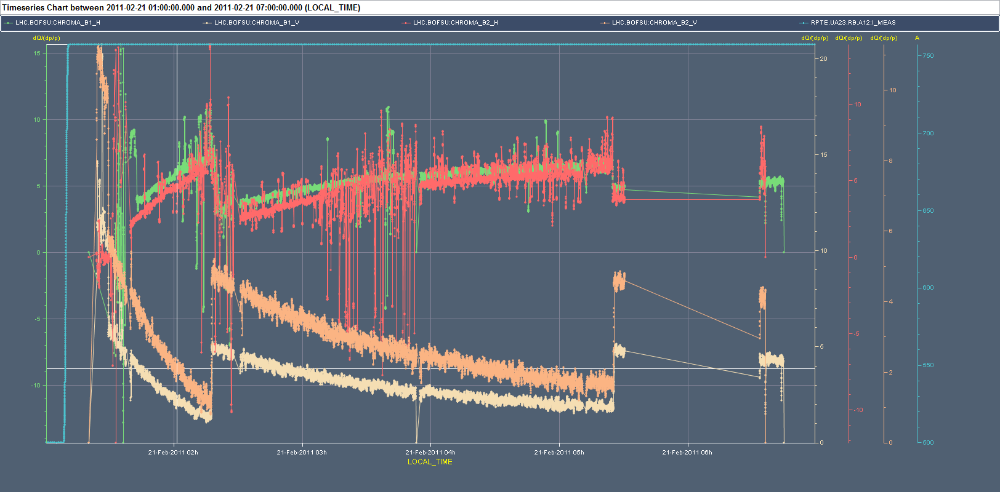 Timeseries Chart between 2011-02-21 01:00:00.000 and 2011-02-21 07:00:00.000 (LOCAL_TIME)
LHC.BOFSU:CHROMA_B1_H LHC.BOFSU:CHROMA_B1_V LHC.BOFSU:CHROMA_B2_H LHC.BOFSU:CHROMA_B2_V RPTE.UA23.RB.A12:I_MEAS
dQ/(dp/p) dQ/(dp/p) dQ/(dp/p) dQ/(dp/p) A
15 20 750
10 10
10 700
15
8
5 5 650
6
0 10 0
600
4
-5 -5
5 550
2
-10
-10
0 0 500
21-Feb-2011 02h 21-Feb-2011 03h 21-Feb-2011 04h 21-Feb-2011 05h 21-Feb-2011 06h
LOCAL_TIME